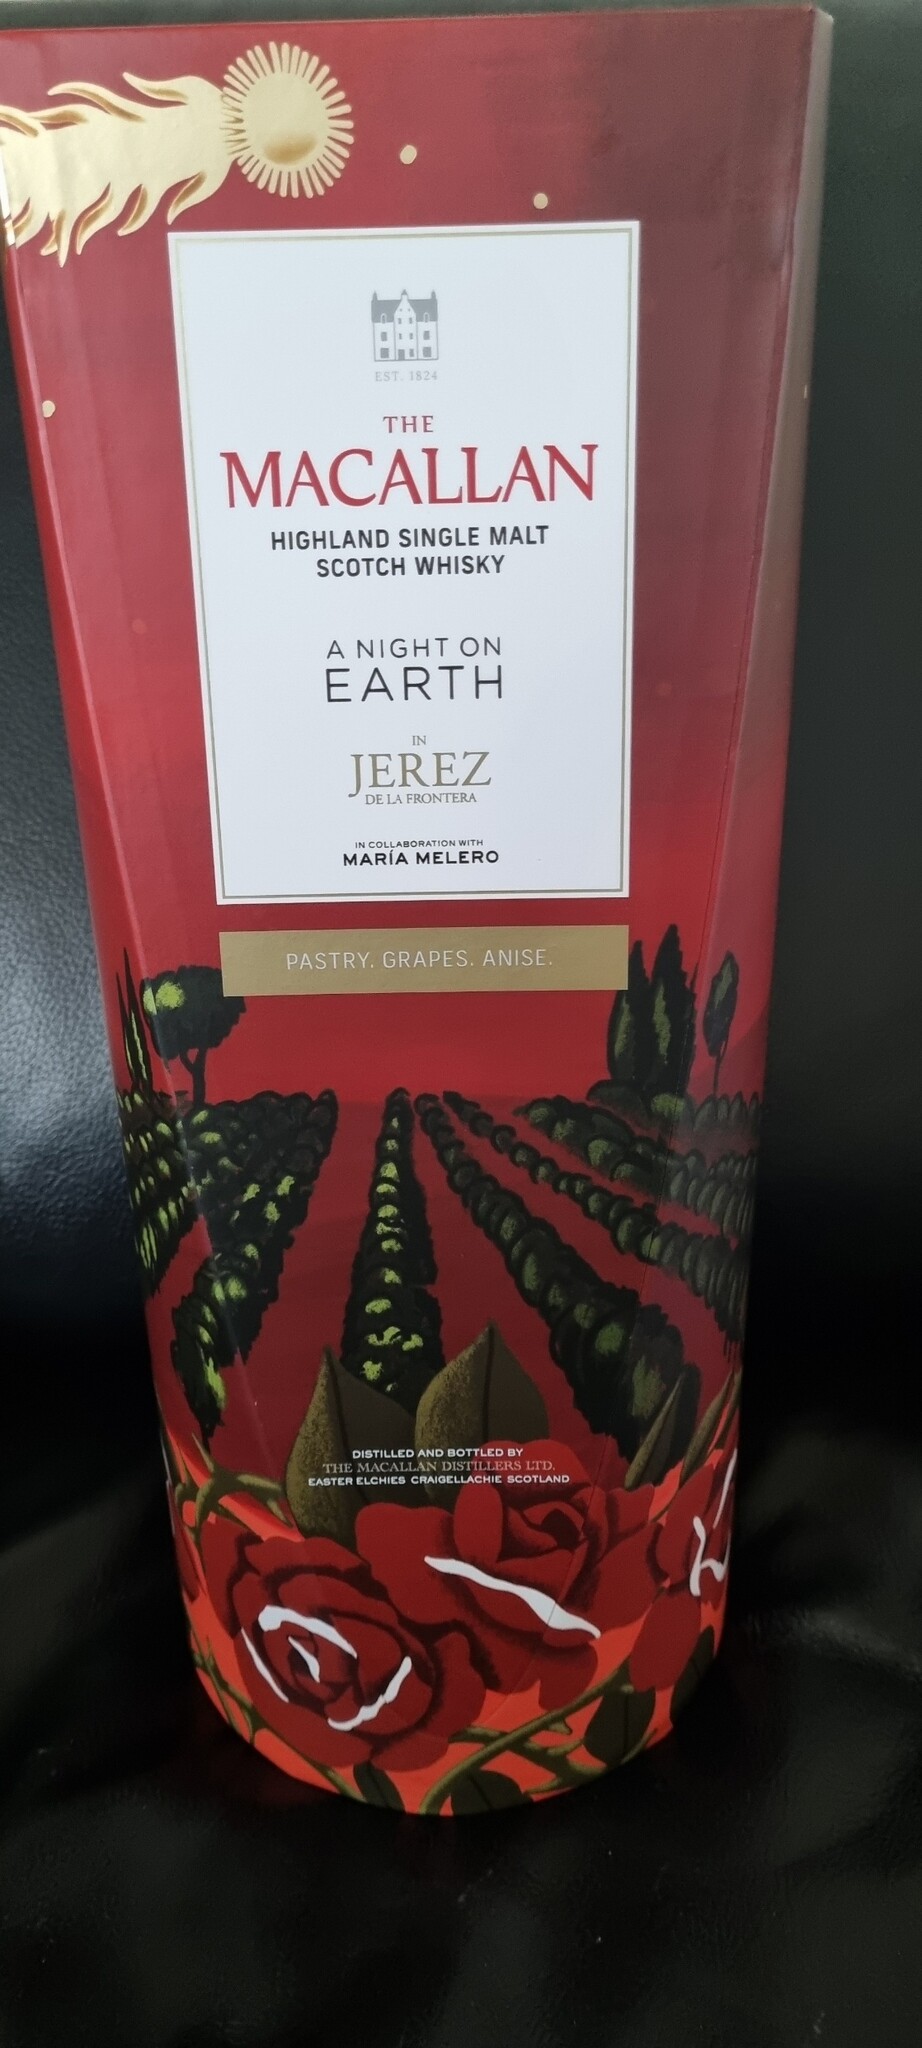 EST. 1824
THE
MACALLAN
HIGHLAND SINGLE MALT
SCOTCH WHISKY
A NIGHT ON
EARTH
IN
JEREZ
DE LA FRONTERA
IN COLLABORATION WITH
MARÍA MELERO
PASTRY. GRAPES. ANISE.
DISTILLED AND BOTTLED BY
THE MACALLAN DISTILLERS LTD.
EASTER ELCHIES CRAIGELLACHIE SCOTLAND